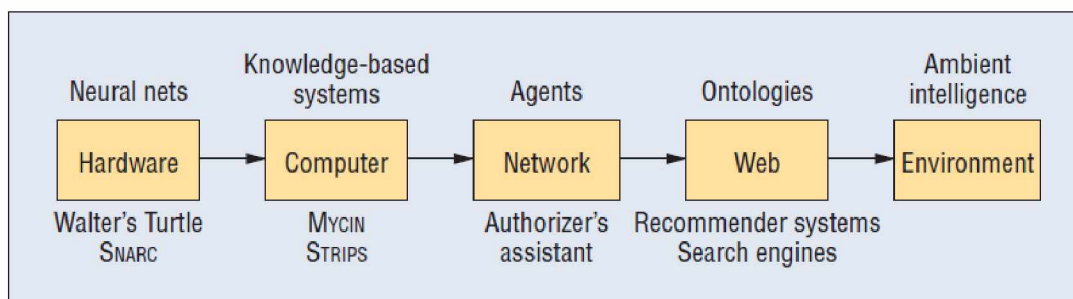 Neural nets
Knowledge-based
systems
Agents
Ontologies
Ambient
intelligence
Hardware
Computer
Network
Web
Environment
Walter's Turtle
SNARC
MYCIN
STRIPS
Authorizer's
assistant
Recommender systems
Search engines